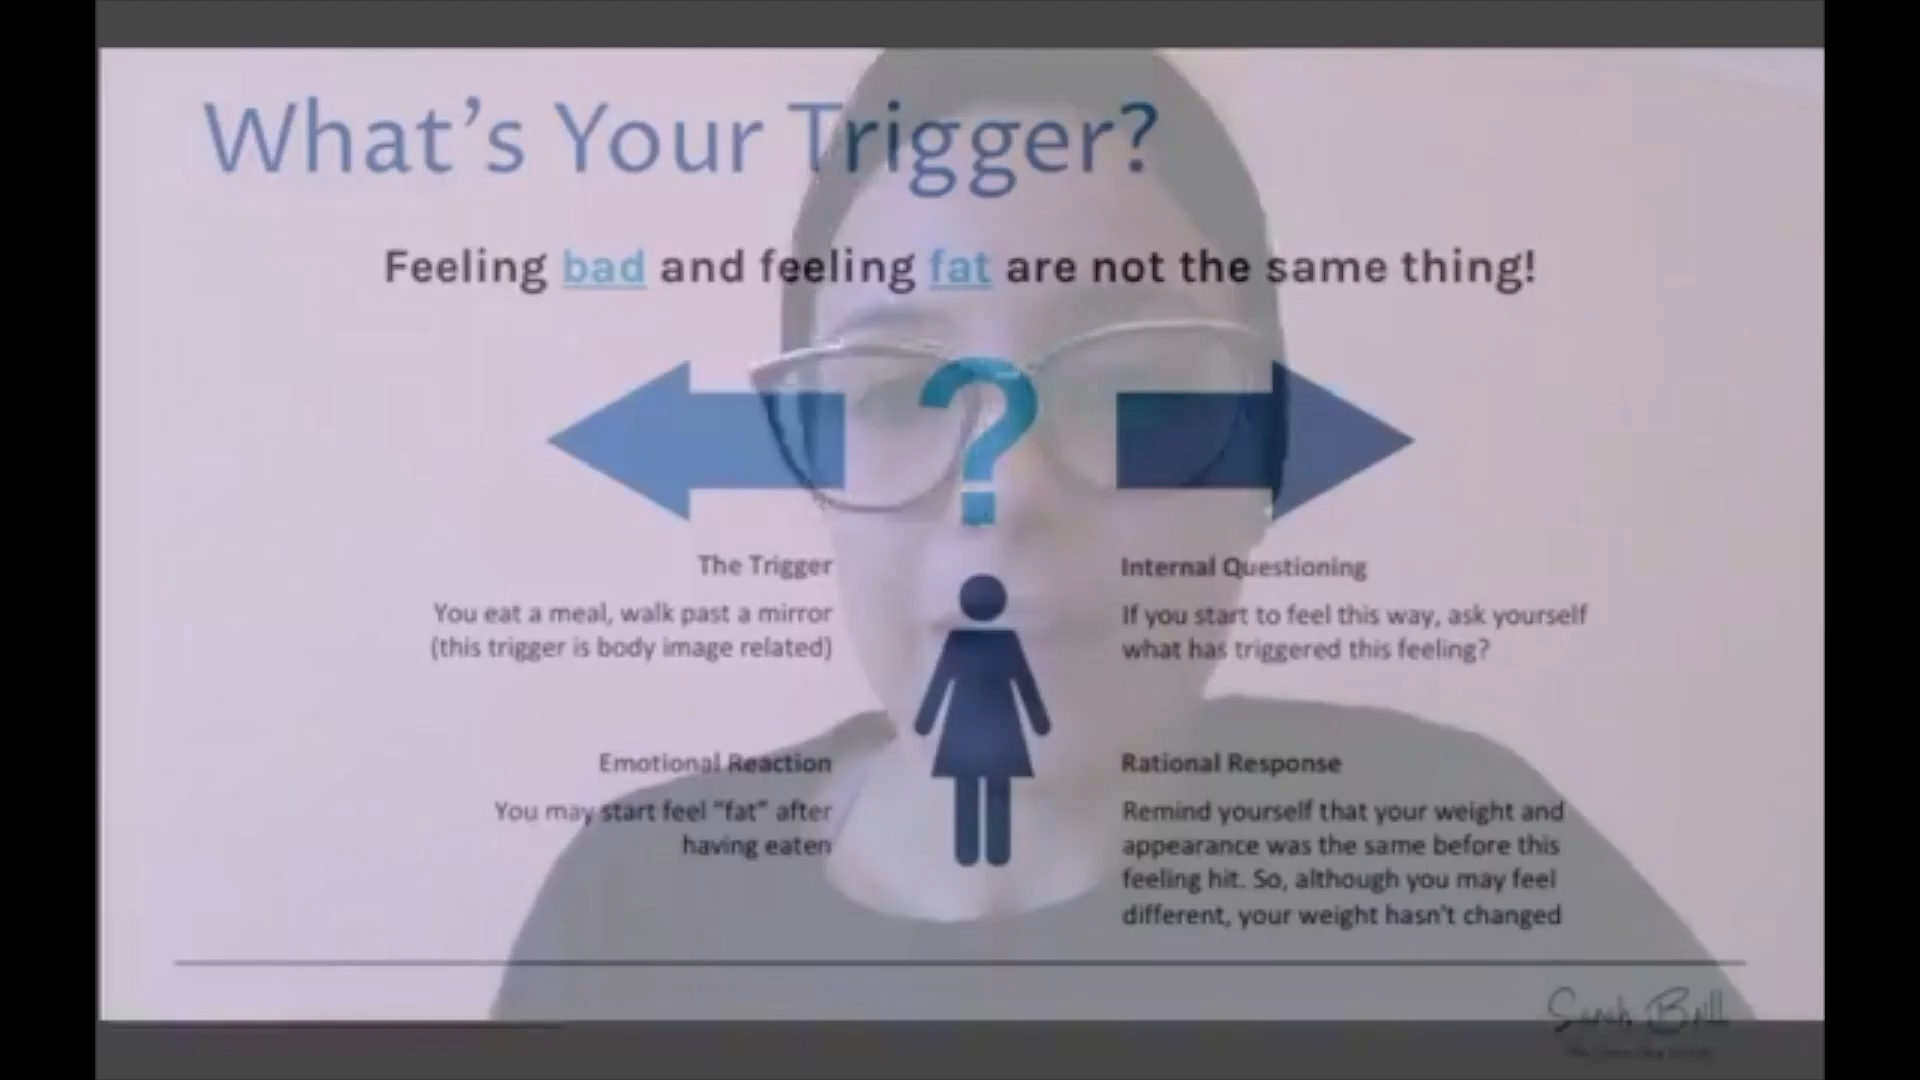 What's Your Trigger?
Feeling bad and feeling fat are not the same thing!
?
The Trigger
You eat a meal, walk past a mirror
(this trigger is body image related)
Emotional Reaction
You may start feel "fat" after
having eaten
Internal Questioning
If you start to feel this way, ask yourself
what has triggered this feeling?
Rational Response
Remind yourself that your weight and
appearance was the same before this
feeling hit. So, although you may feel
different, your weight hasn't changed
Sarah Brill